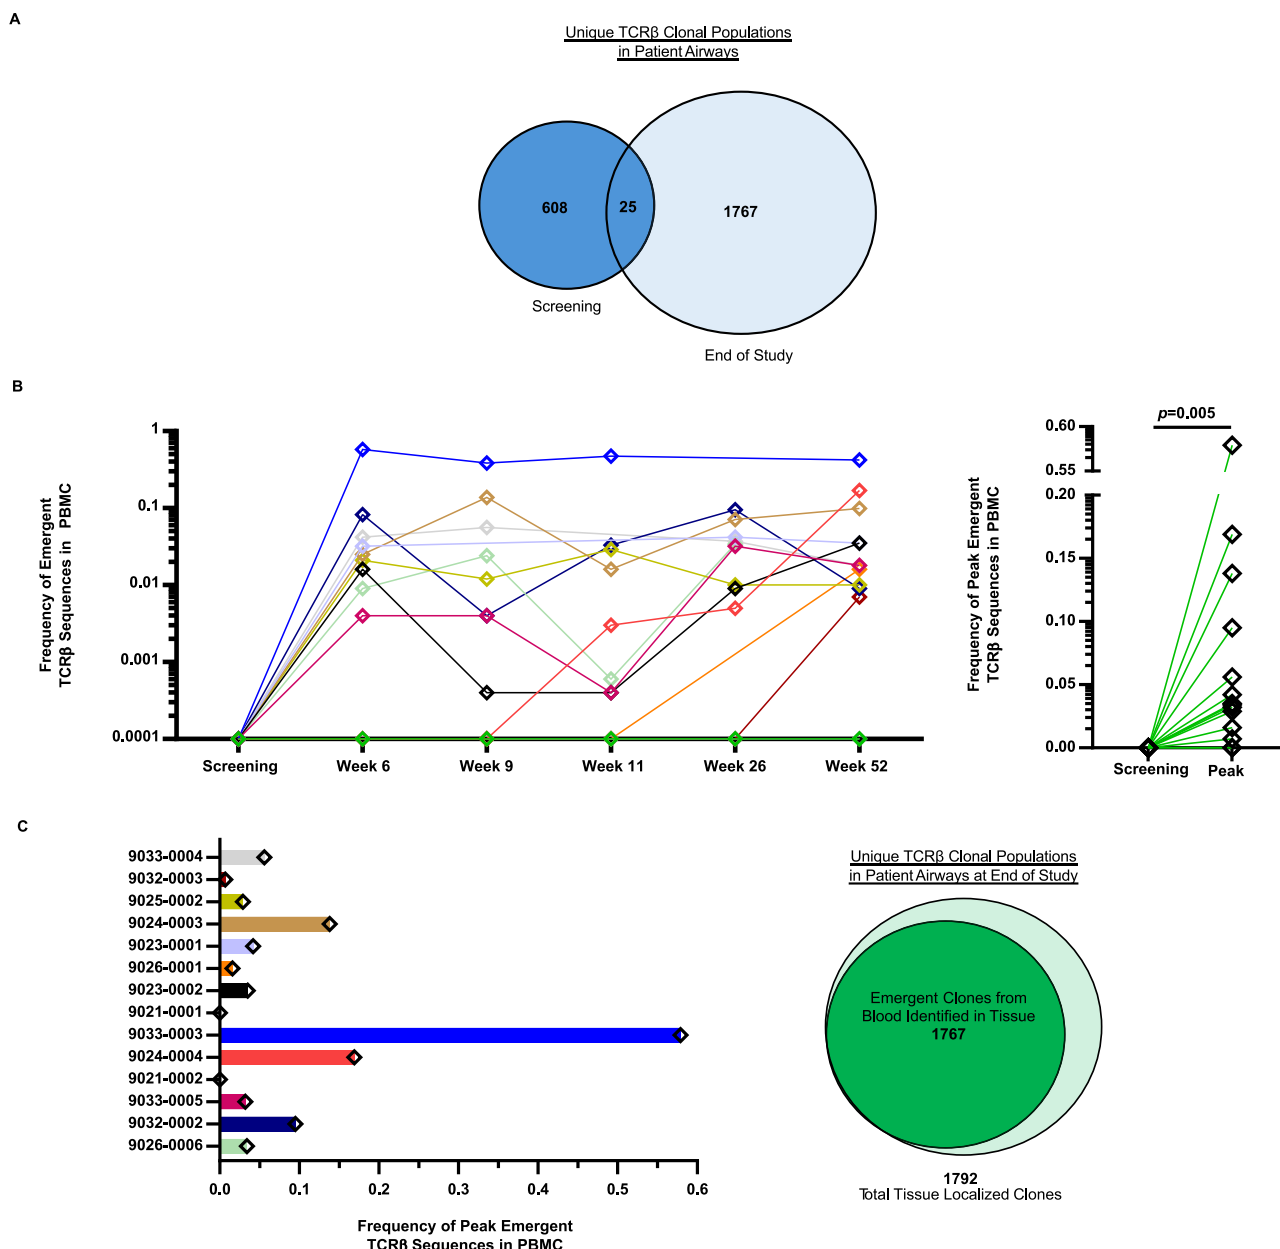 A
Unique TCRβ Clonal Populations
in Patient Airways
608
25
1767
Screening
End of Study
B
Frequency of Emergent
TCRβ Sequences in PBMC
1
0.1
0.01
0.001
0.0001
Screening
Week 6
Week 9
Week 11
Week 26
Week 52
p=0.005
Frequency of Peak Emergent
TCRβ Sequences in PBMC
0.60
0.55
0.20
0.15
0.10
0.05
0.00
Screening
Peak
C
9033-0004
9032-0003
9025-0002
9024-0003
9023-0001
9026-0001
9023-0002
9021-0001
9033-0003
9024-0004
9021-0002
9033-0005
9032-0002
9026-0006
0.0
0.1
0.2
0.3
0.4
0.5
0.6
Frequency of Peak Emergent
TCRβ Sequences in PBMC
Unique TCRβ Clonal Populations
in Patient Airways at End of Study
Emergent Clones from
Blood Identified in Tissue
1767
1792
Total Tissue Localized Clones